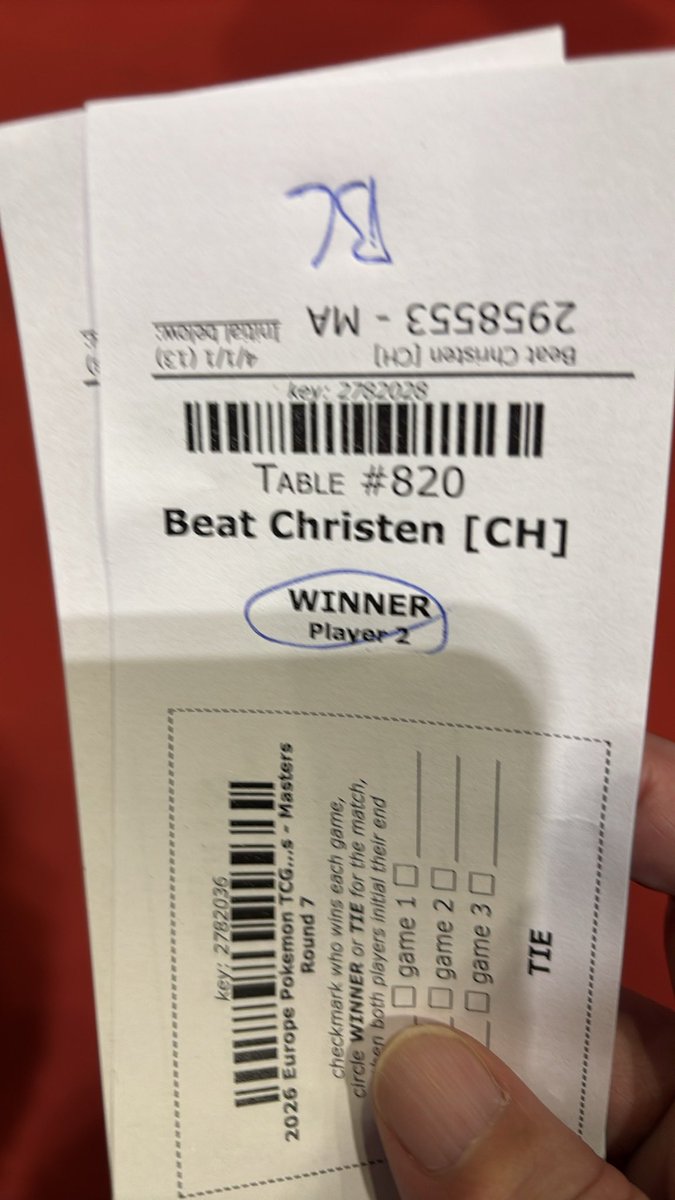 BC
2958553 - MA
Beat Christen [CH]
4/1/1 (13)
Initial below:
key: 2782028
TABLE #820
Beat Christen [CH]
WINNER
Player 2
key: 2782036
2026 Europe Pokemon TCG...s - Masters
Round 7
checkmark who wins each game,
circle WINNER or TIE for the match,
both players initial their end
game 1
game 2
game 3
TIE